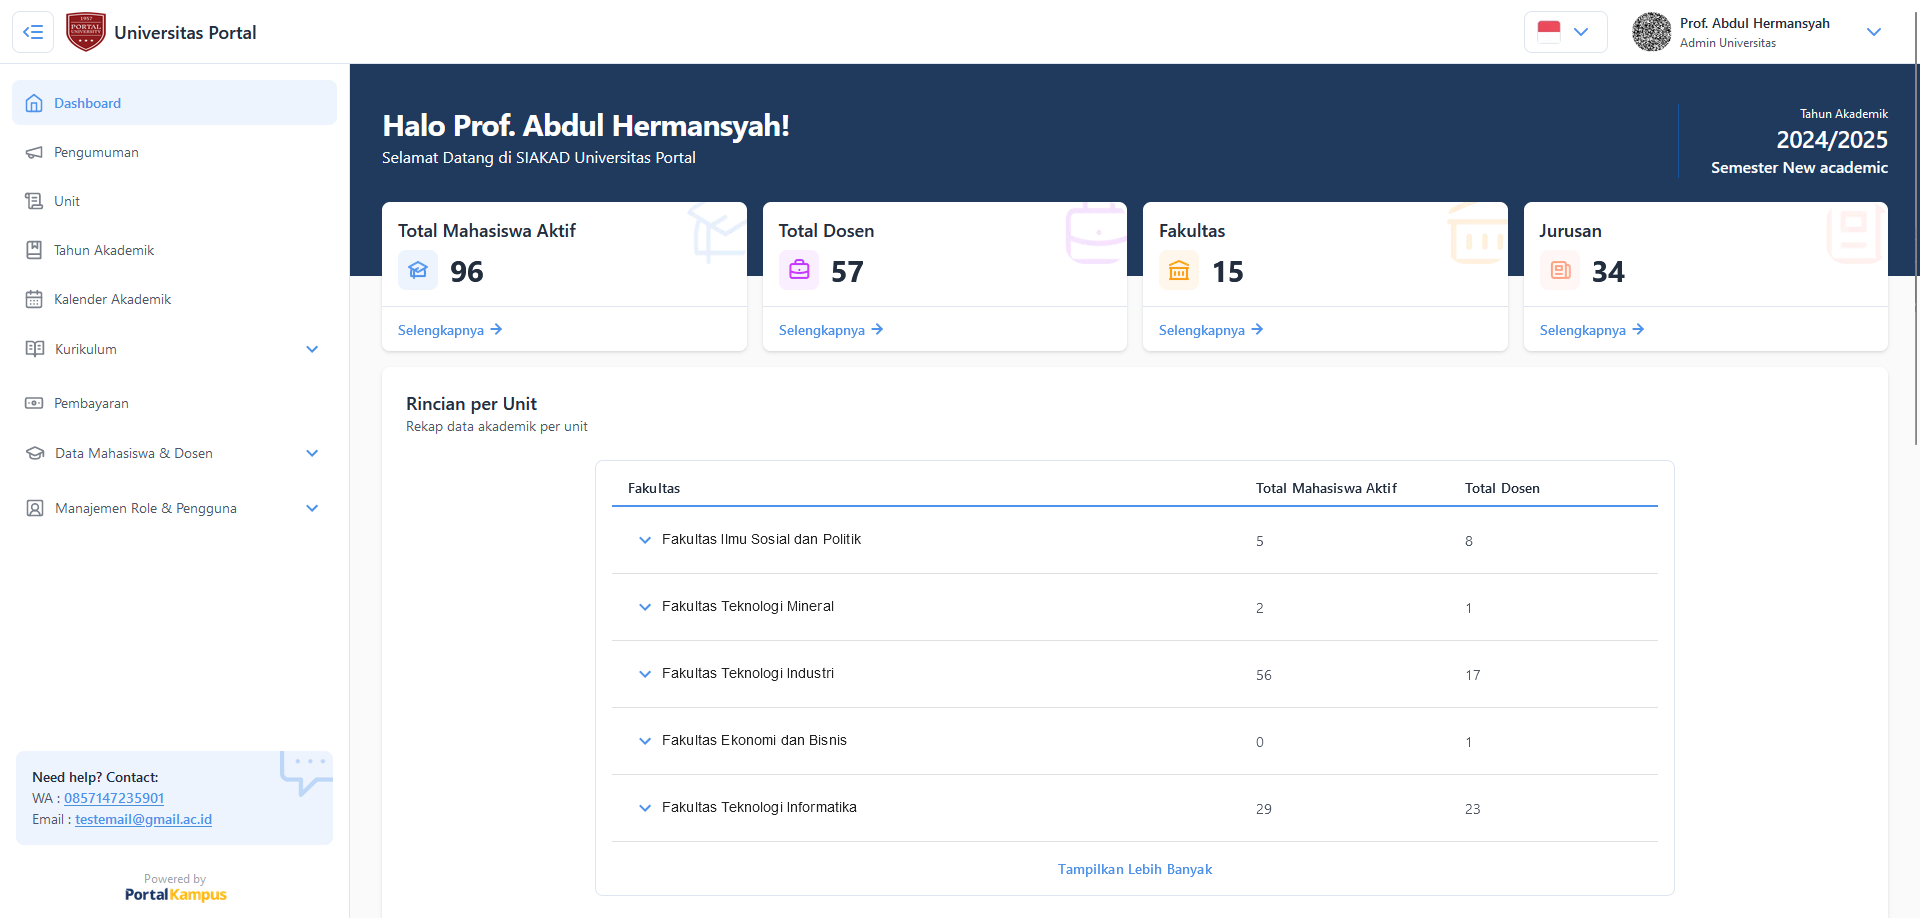 1957
PORTAL
UNIVERSITY
Universitas Portal
Prof. Abdul Hermansyah
Admin Universitas
Dashboard
Pengumuman
Unit
Tahun Akademik
Kalender Akademik
Kurikulum
Pembayaran
Data Mahasiswa & Dosen
Manajemen Role & Pengguna
Need help? Contact:
WA : 0857147235901
Email : testemail@gmail.ac.id
Powered by
PortalKampus
Halo Prof. Abdul Hermansyah!
Selamat Datang di SIAKAD Universitas Portal
Tahun Akademik
2024/2025
Semester New academic
Total Mahasiswa Aktif
96
Selengkapnya
Total Dosen
57
Selengkapnya
Fakultas
15
Selengkapnya
Jurusan
34
Selengkapnya
Rincian per Unit
Rekap data akademik per unit
Fakultas Total Mahasiswa Aktif Total Dosen
Fakultas Ilmu Sosial dan Politik 5 8
Fakultas Teknologi Mineral 2 1
Fakultas Teknologi Industri 56 17
Fakultas Ekonomi dan Bisnis 0 1
Fakultas Teknologi Informatika 29 23
Tampilkan Lebih Banyak